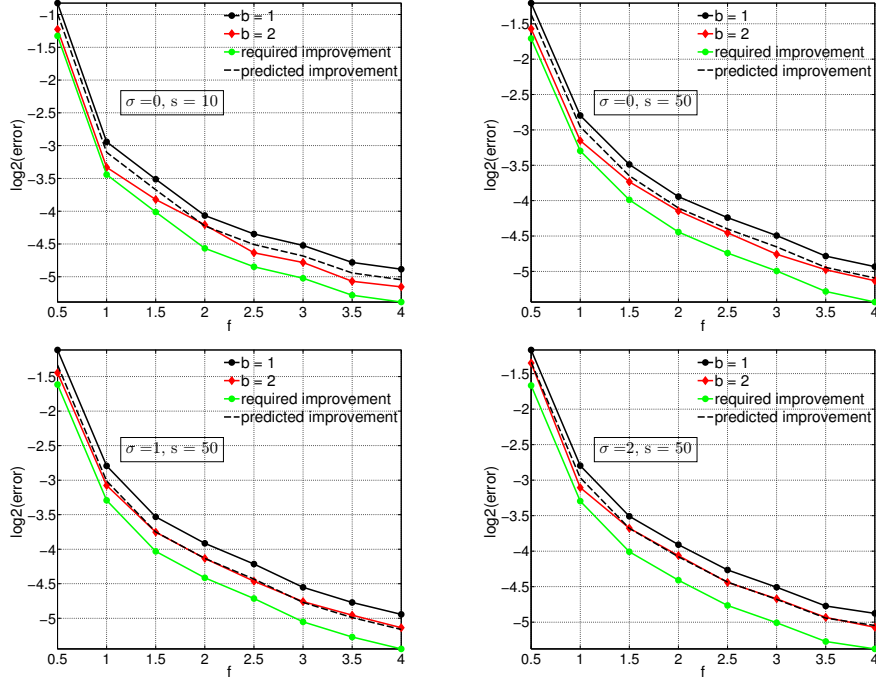 b = 1
b = 2
required improvement
predicted improvement
σ =0, s = 10
log2(error)
−1
−1.5
−2
−2.5
−3
−3.5
−4
−4.5
−5
0.5 1 1.5 2 2.5 3 3.5 4
f
b = 1
b = 2
required improvement
predicted improvement
σ =0, s = 50
log2(error)
−1.5
−2
−2.5
−3
−3.5
−4
−4.5
−5
0.5 1 1.5 2 2.5 3 3.5 4
f
b = 1
b = 2
required improvement
predicted improvement
σ =1, s = 50
log2(error)
−1.5
−2
−2.5
−3
−3.5
−4
−4.5
−5
0.5 1 1.5 2 2.5 3 3.5 4
f
b = 1
b = 2
required improvement
predicted improvement
σ =2, s = 50
log2(error)
−1.5
−2
−2.5
−3
−3.5
−4
−4.5
−5
0.5 1 1.5 2 2.5 3 3.5 4
f